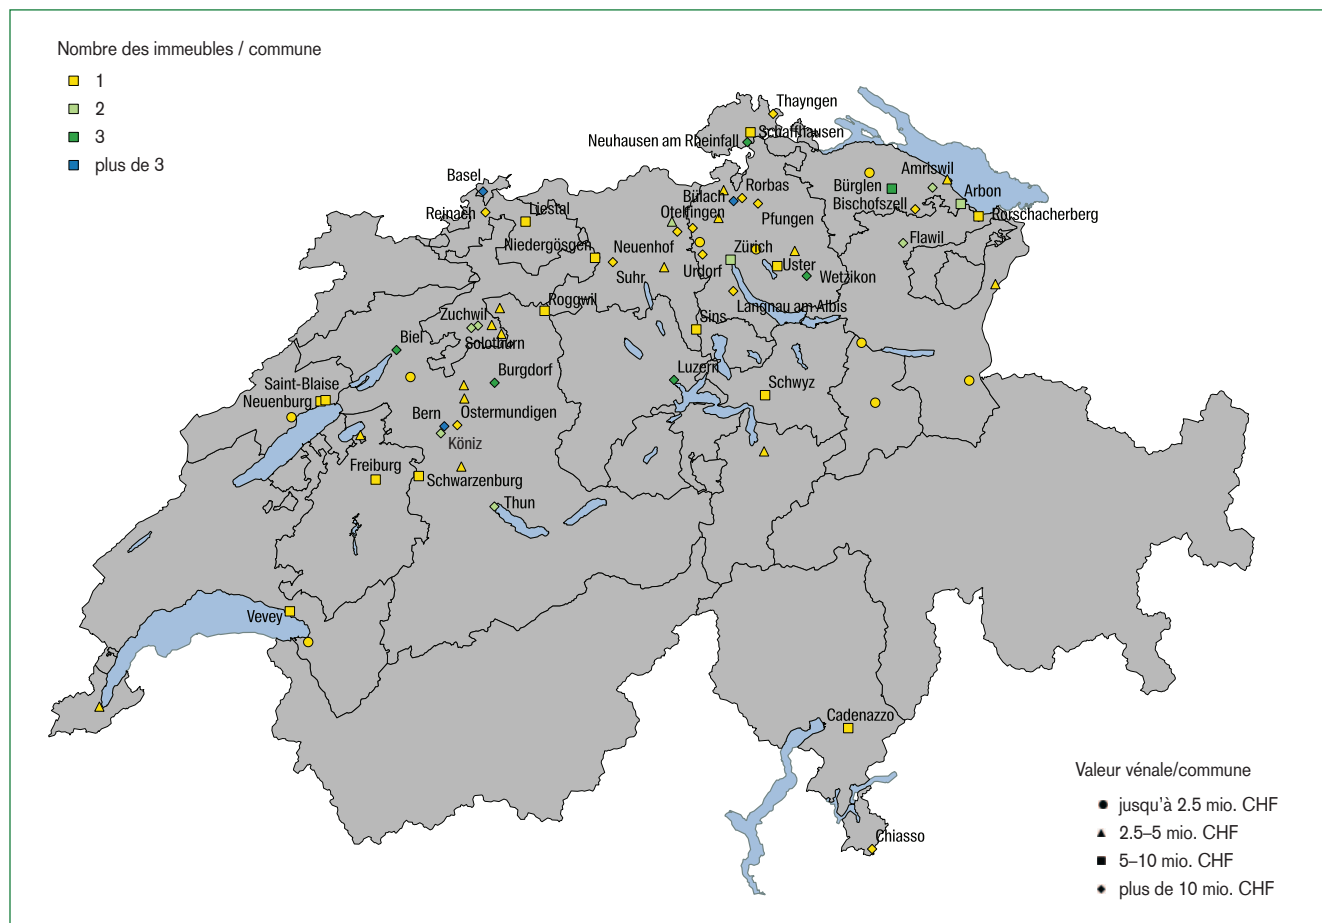 Nombre des immeubles / commune
1
2
3
plus de 3
Thayngen
Schaffhausen
Neuhausen am Rheinfall
Basel
Amriswil
Bürglen
Arbon
Bülach
Rorbas
Bischofszell
Reinach
Liestal
Otelfingen
Pfungen
Rorschacherberg
Niedergösgen
Neuenhof
Zürich
Flawil
Suhr
Urdorf
Uster
Wetzikon
Roggwil
Langnau am Albis
Zuchwil
Sins
Biel
Solothurn
Burgdorf
Luzern
Saint-Blaise
Schwyz
Neuenburg
Bern
Ostermundigen
Köniz
Freiburg
Schwarzenburg
Thun
Vevey
Cadenazzo
Chiasso
Valeur vénale/commune
jusqu'à 2.5 mio. CHF
2.5–5 mio. CHF
5–10 mio. CHF
plus de 10 mio. CHF